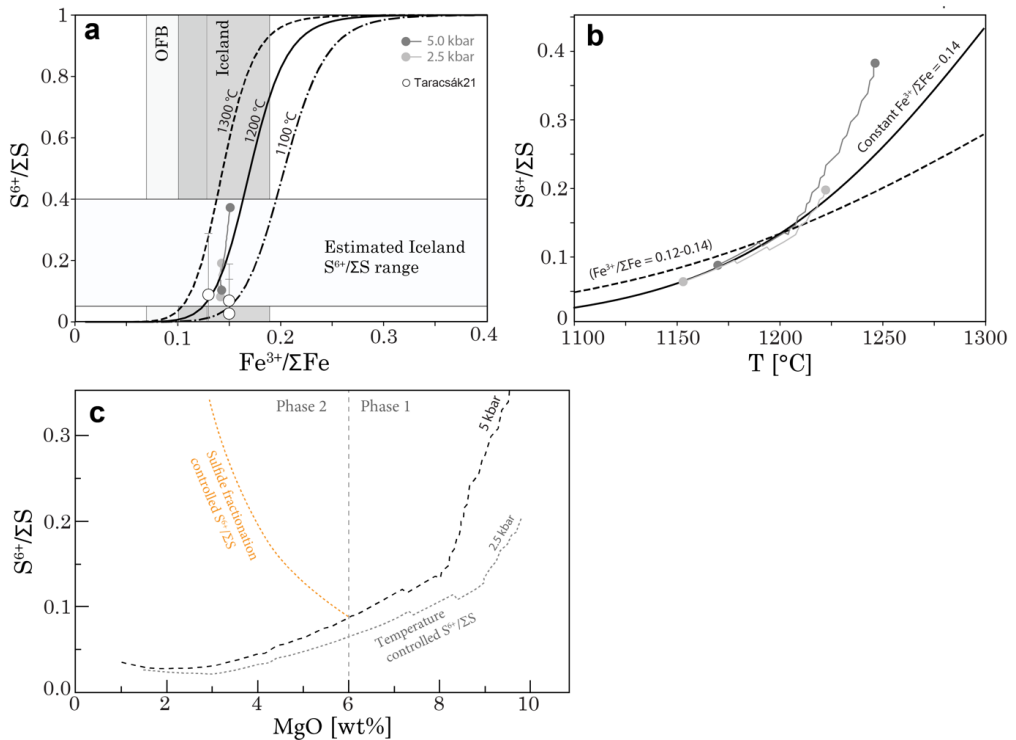 a
OFB
Iceland
5.0 kbar
2.5 kbar
Taracsák21
1300 °C
1200 °C
1100 °C
Estimated Iceland
S⁶⁺/ΣS range
S⁶⁺/ΣS
1
0.8
0.6
0.4
0.2
0
0
0.1
0.2
0.3
0.4
Fe³⁺/ΣFe
b
Constant Fe³⁺/ΣFe = 0.14
(Fe³⁺/ΣFe = 0.12-0.14)
S⁶⁺/ΣS
0.4
0.3
0.2
0.1
0
1100
1150
1200
1250
1300
T [°C]
c
Phase 2
Phase 1
5 kbar
2.5 kbar
Sulfide fractionation
controlled S⁶⁺/ΣS
Temperature
controlled S⁶⁺/ΣS
S⁶⁺/ΣS
0.3
0.2
0.1
0.0
0
2
4
6
8
10
MgO [wt%]